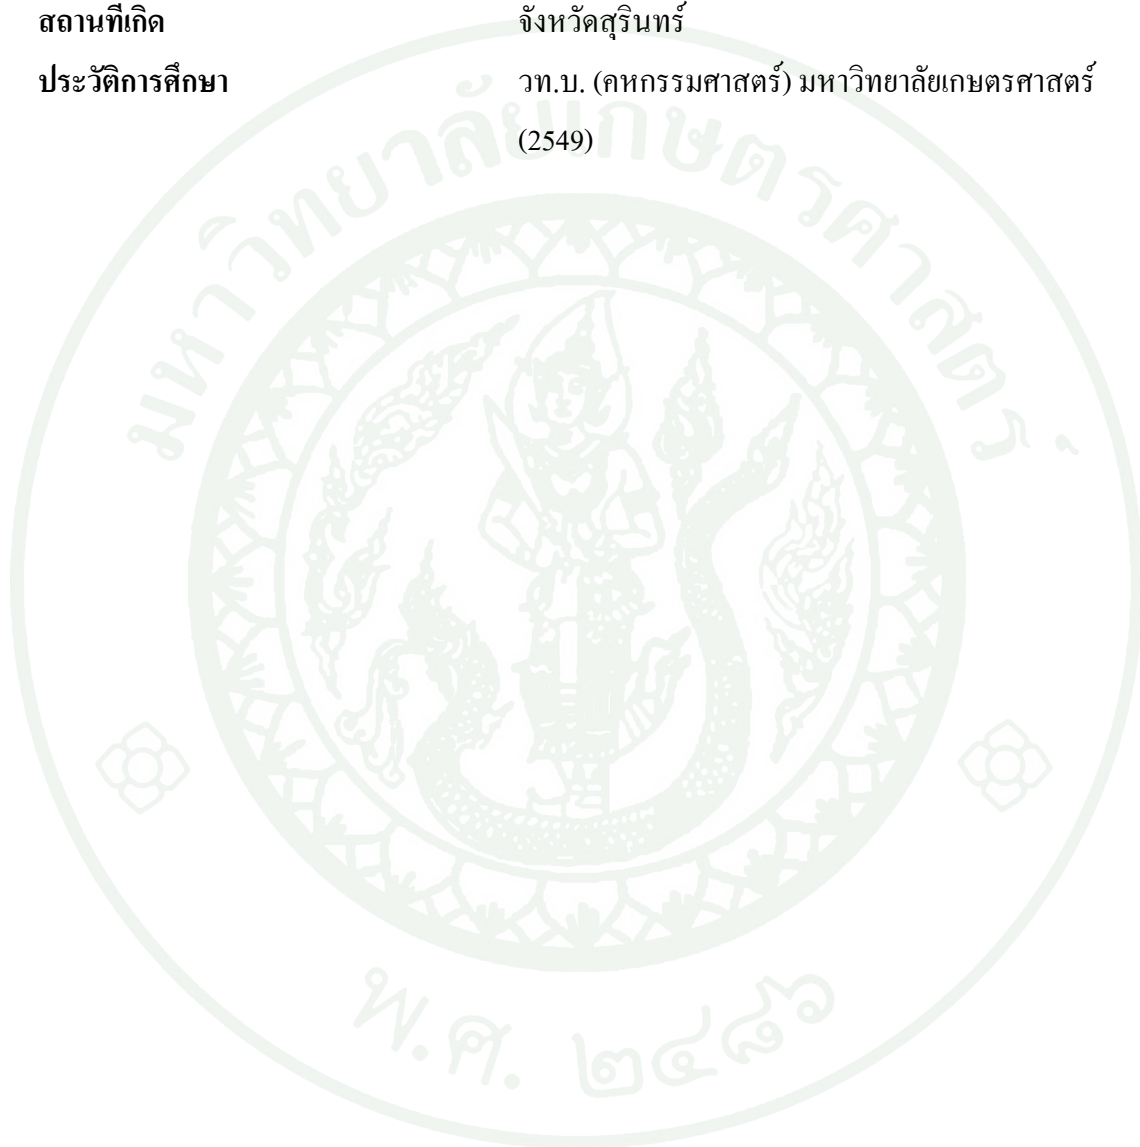 สถานที่เกิด จังหวัดสุรินทร์
ประวัติการศึกษา วท.บ. (คหกรรมศาสตร์) มหาวิทยาลัยเกษตรศาสตร์
(2549)
มหาวิทยาลัยเกษตรศาสตร์
พ.ศ. ๒๔๘๖